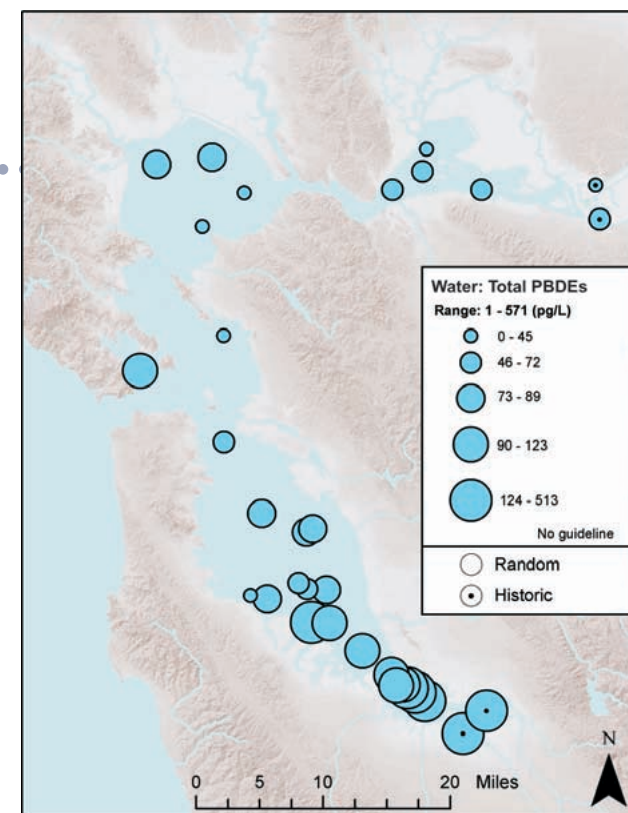 Water: Total PBDEs
Range: 1 - 571 (pg/L)
0 - 45
46 - 72
73 - 89
90 - 123
124 - 513
No guideline
Random
Historic
N
0 5 10 20 Miles